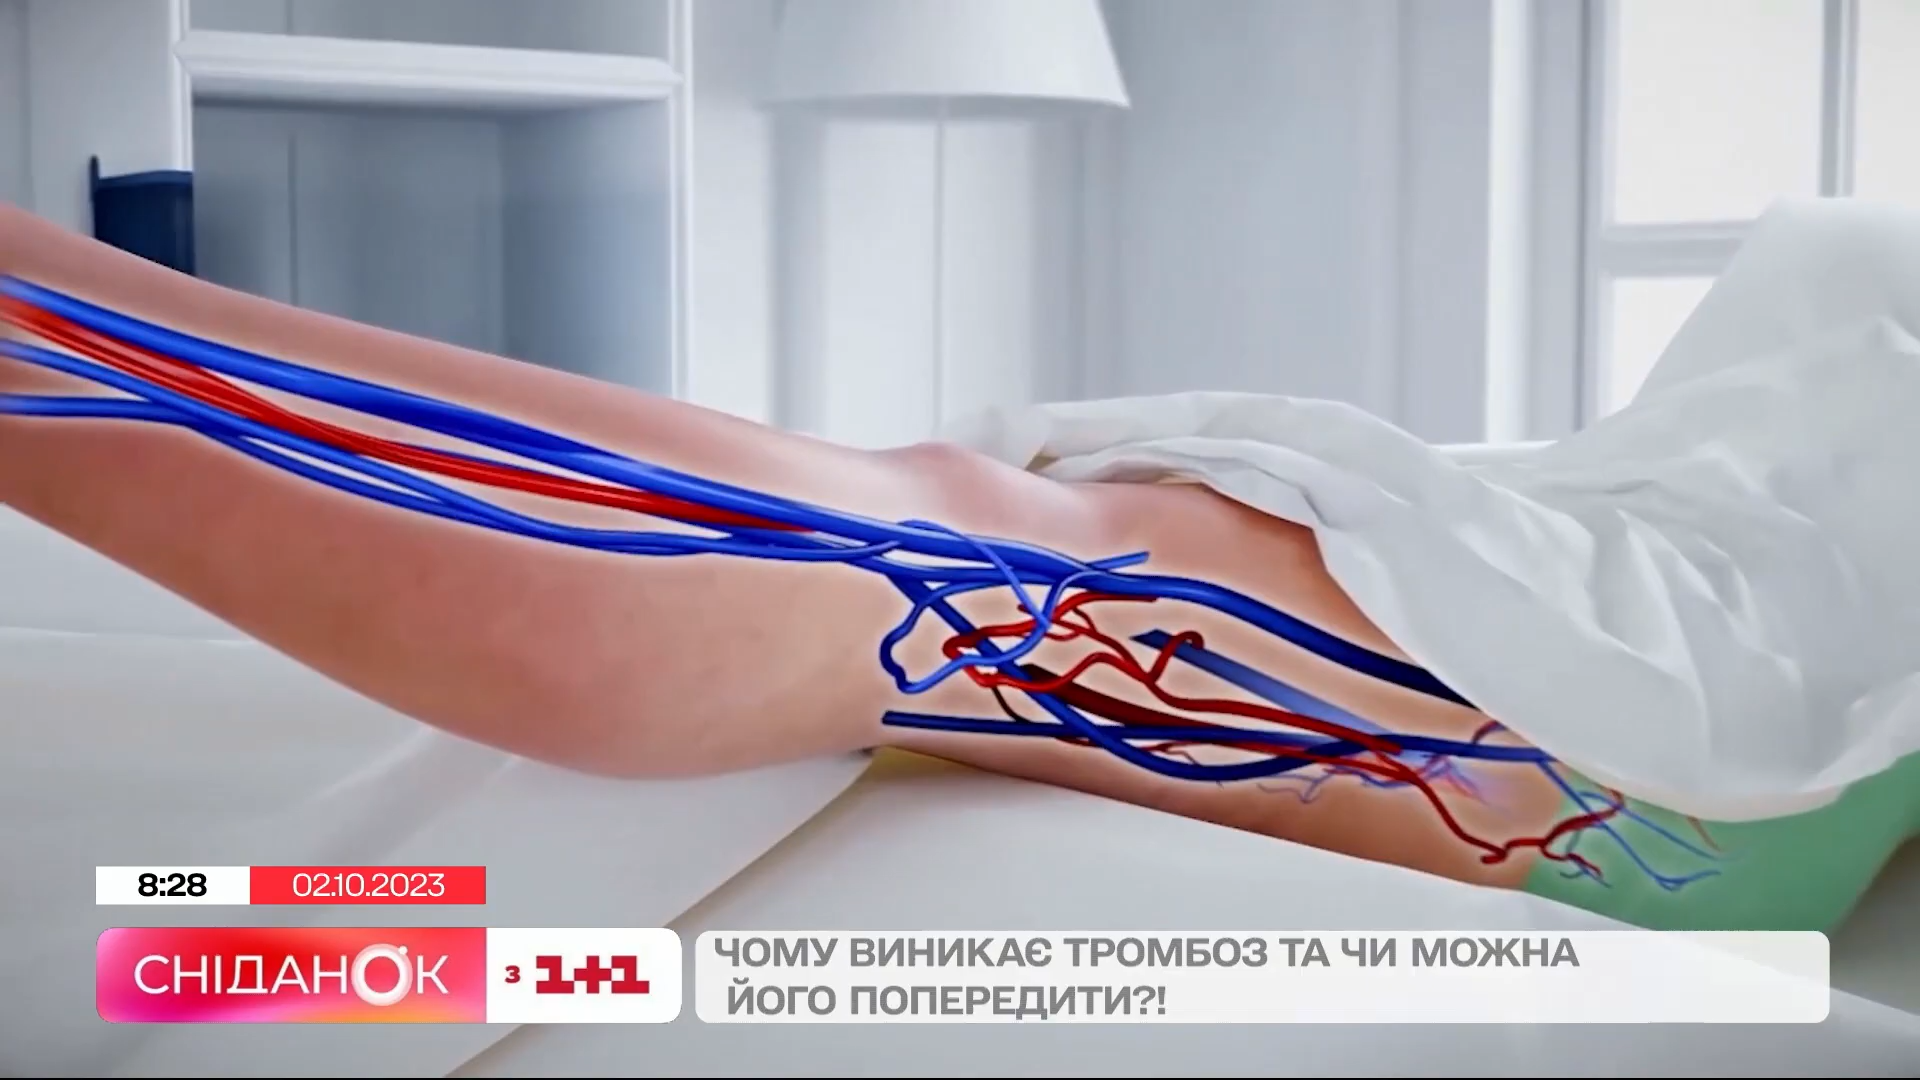 8:28 02.10.2023
СНІДАНОК З 1+1
ЧОМУ ВИНИКАЄ ТРОМБОЗ ТА ЧИ МОЖНА
ЙОГО ПОПЕРЕДИТИ?!